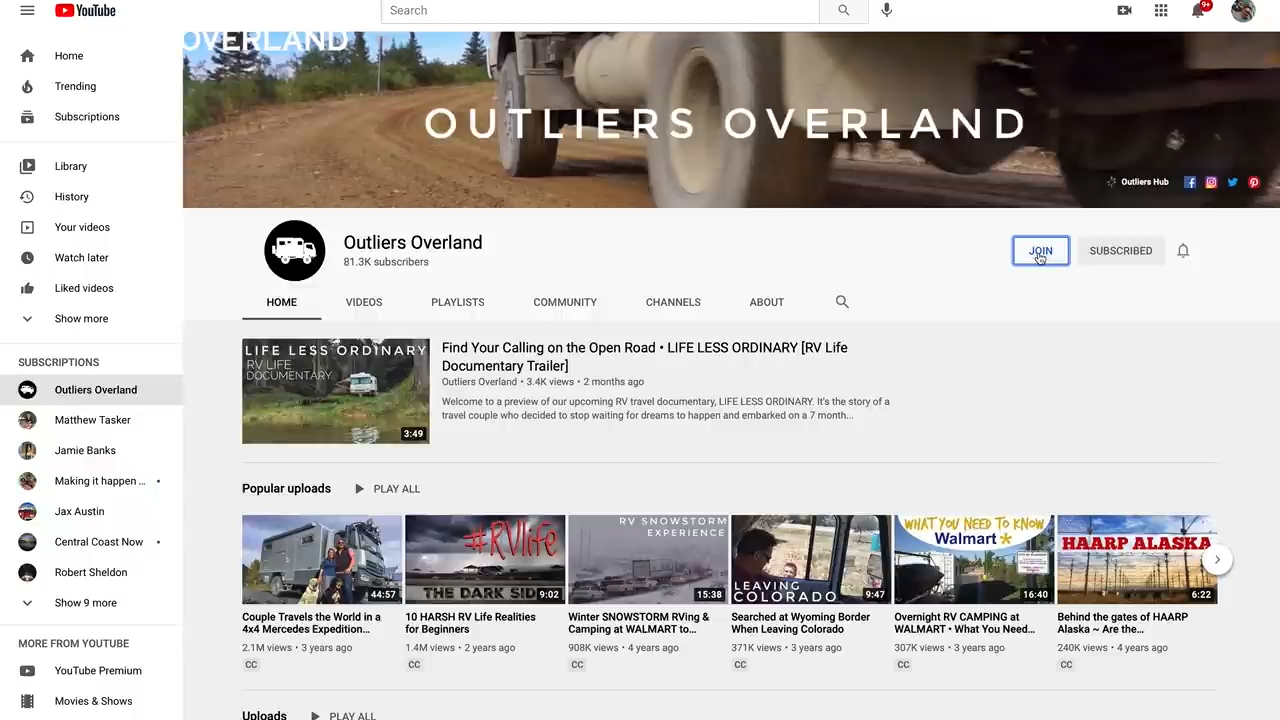 YouTube
Search
9+
OVERLAND
OUTLIERS OVERLAND
Outliers Hub
Home
Trending
Subscriptions
Library
History
Your videos
Watch later
Liked videos
Show more
SUBSCRIPTIONS
Outliers Overland
Matthew Tasker
Jamie Banks
Making it happen ...
Jax Austin
Central Coast Now
Robert Sheldon
Show 9 more
MORE FROM YOUTUBE
YouTube Premium
Movies & Shows
Outliers Overland
81.3K subscribers
JOIN
SUBSCRIBED
HOME
VIDEOS
PLAYLISTS
COMMUNITY
CHANNELS
ABOUT
LIFE LESS ORDINARY
RV LIFE
DOCUMENTARY
3:49
Find Your Calling on the Open Road • LIFE LESS ORDINARY [RV Life
Documentary Trailer]
Outliers Overland • 3.4K views • 2 months ago
Welcome to a preview of our upcoming RV travel documentary, LIFE LESS ORDINARY. It's the story of a
travel couple who decided to stop waiting for dreams to happen and embarked on a 7 month...
Popular uploads
PLAY ALL
44:57
Couple Travels the World in a
4x4 Mercedes Expedition...
2.1M views • 3 years ago
CC
#RVlife
THE DARK SID
9:02
10 HARSH RV Life Realities
for Beginners
1.4M views • 2 years ago
CC
RV SNOWSTORM
EXPERIENCE
15:38
Winter SNOWSTORM RVing &
Camping at WALMART to...
908K views • 4 years ago
CC
LEAVING
COLORADO
9:47
Searched at Wyoming Border
When Leaving Colorado
371K views • 3 years ago
CC
WHAT YOU NEED TO KNOW
Walmart
16:40
Overnight RV CAMPING at
WALMART • What You Need...
307K views • 3 years ago
CC
HAARP ALASKA
6:22
Behind the gates of HAARP
Alaska ~ Are the...
240K views • 4 years ago
CC
Uploads
PLAY ALL